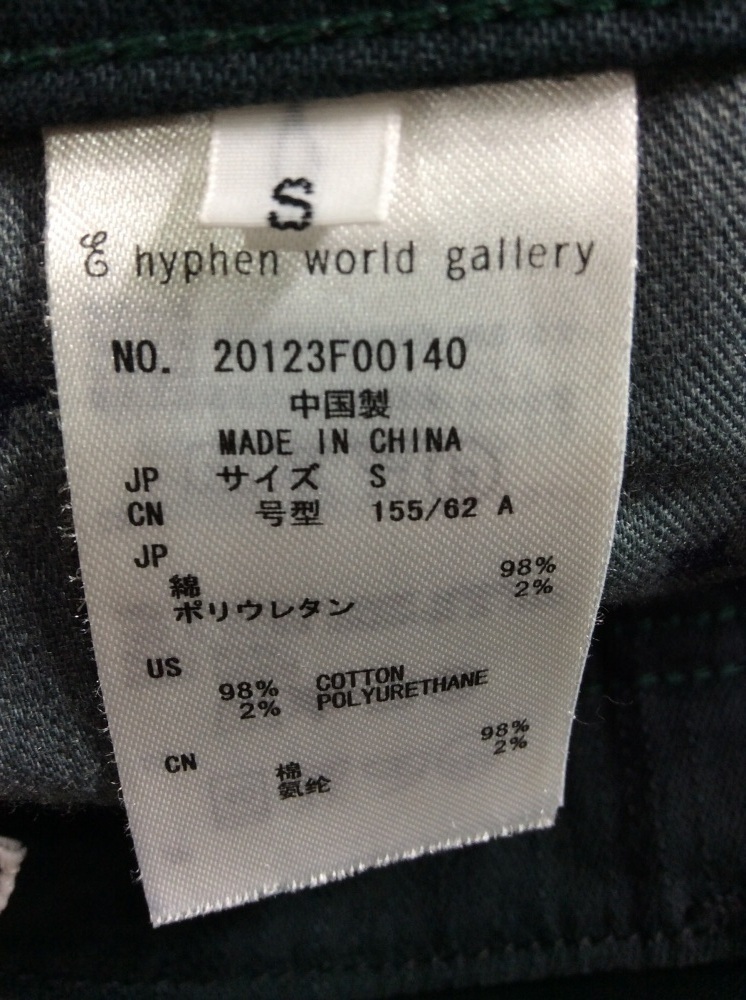 S
E hyphen world gallery
NO. 20123F00140
中国製
MADE IN CHINA
JP サイズ S
CN 号型 155/62 A
JP
綿 98%
ポリウレタン 2%
US
98% COTTON
2% POLYURETHANE
CN
棉 98%
氨纶 2%